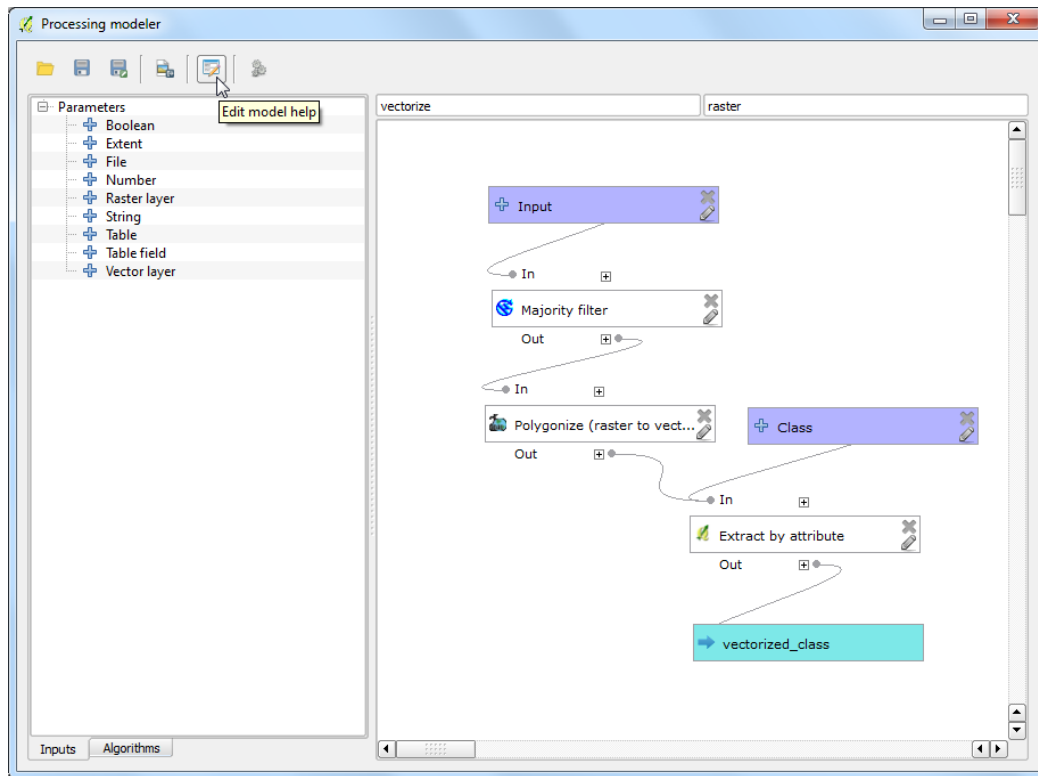 Processing modeler
Edit model help
Parameters
Boolean
Extent
File
Number
Raster layer
String
Table
Table field
Vector layer
Inputs
Algorithms
vectorize
raster
Input
In
Majority filter
Out
In
Polygonize (raster to vect...
Class
Out
In
Extract by attribute
Out
vectorized_class